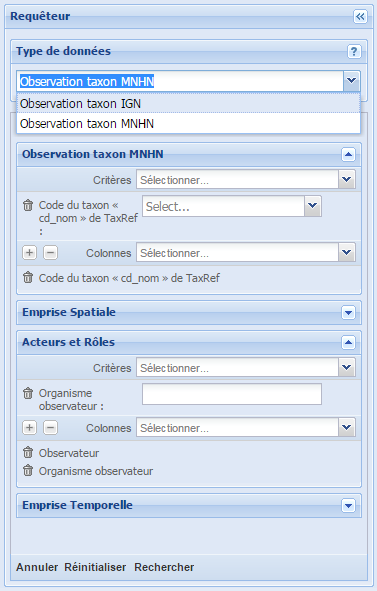 Requêteur
Type de données
?
Observation taxon MNHN
Observation taxon IGN
Observation taxon MNHN
Observation taxon MNHN
Critères Sélectionner...
Code du taxon « Select...
cd_nom » de TaxRef
:
Colonnes Sélectionner...
Code du taxon « cd_nom » de TaxRef
Emprise Spatiale
Acteurs et Rôles
Critères Sélectionner...
Organisme
observateur :
Colonnes Sélectionner...
Observateur
Organisme observateur
Emprise Temporelle
Annuler Réinitialiser Rechercher